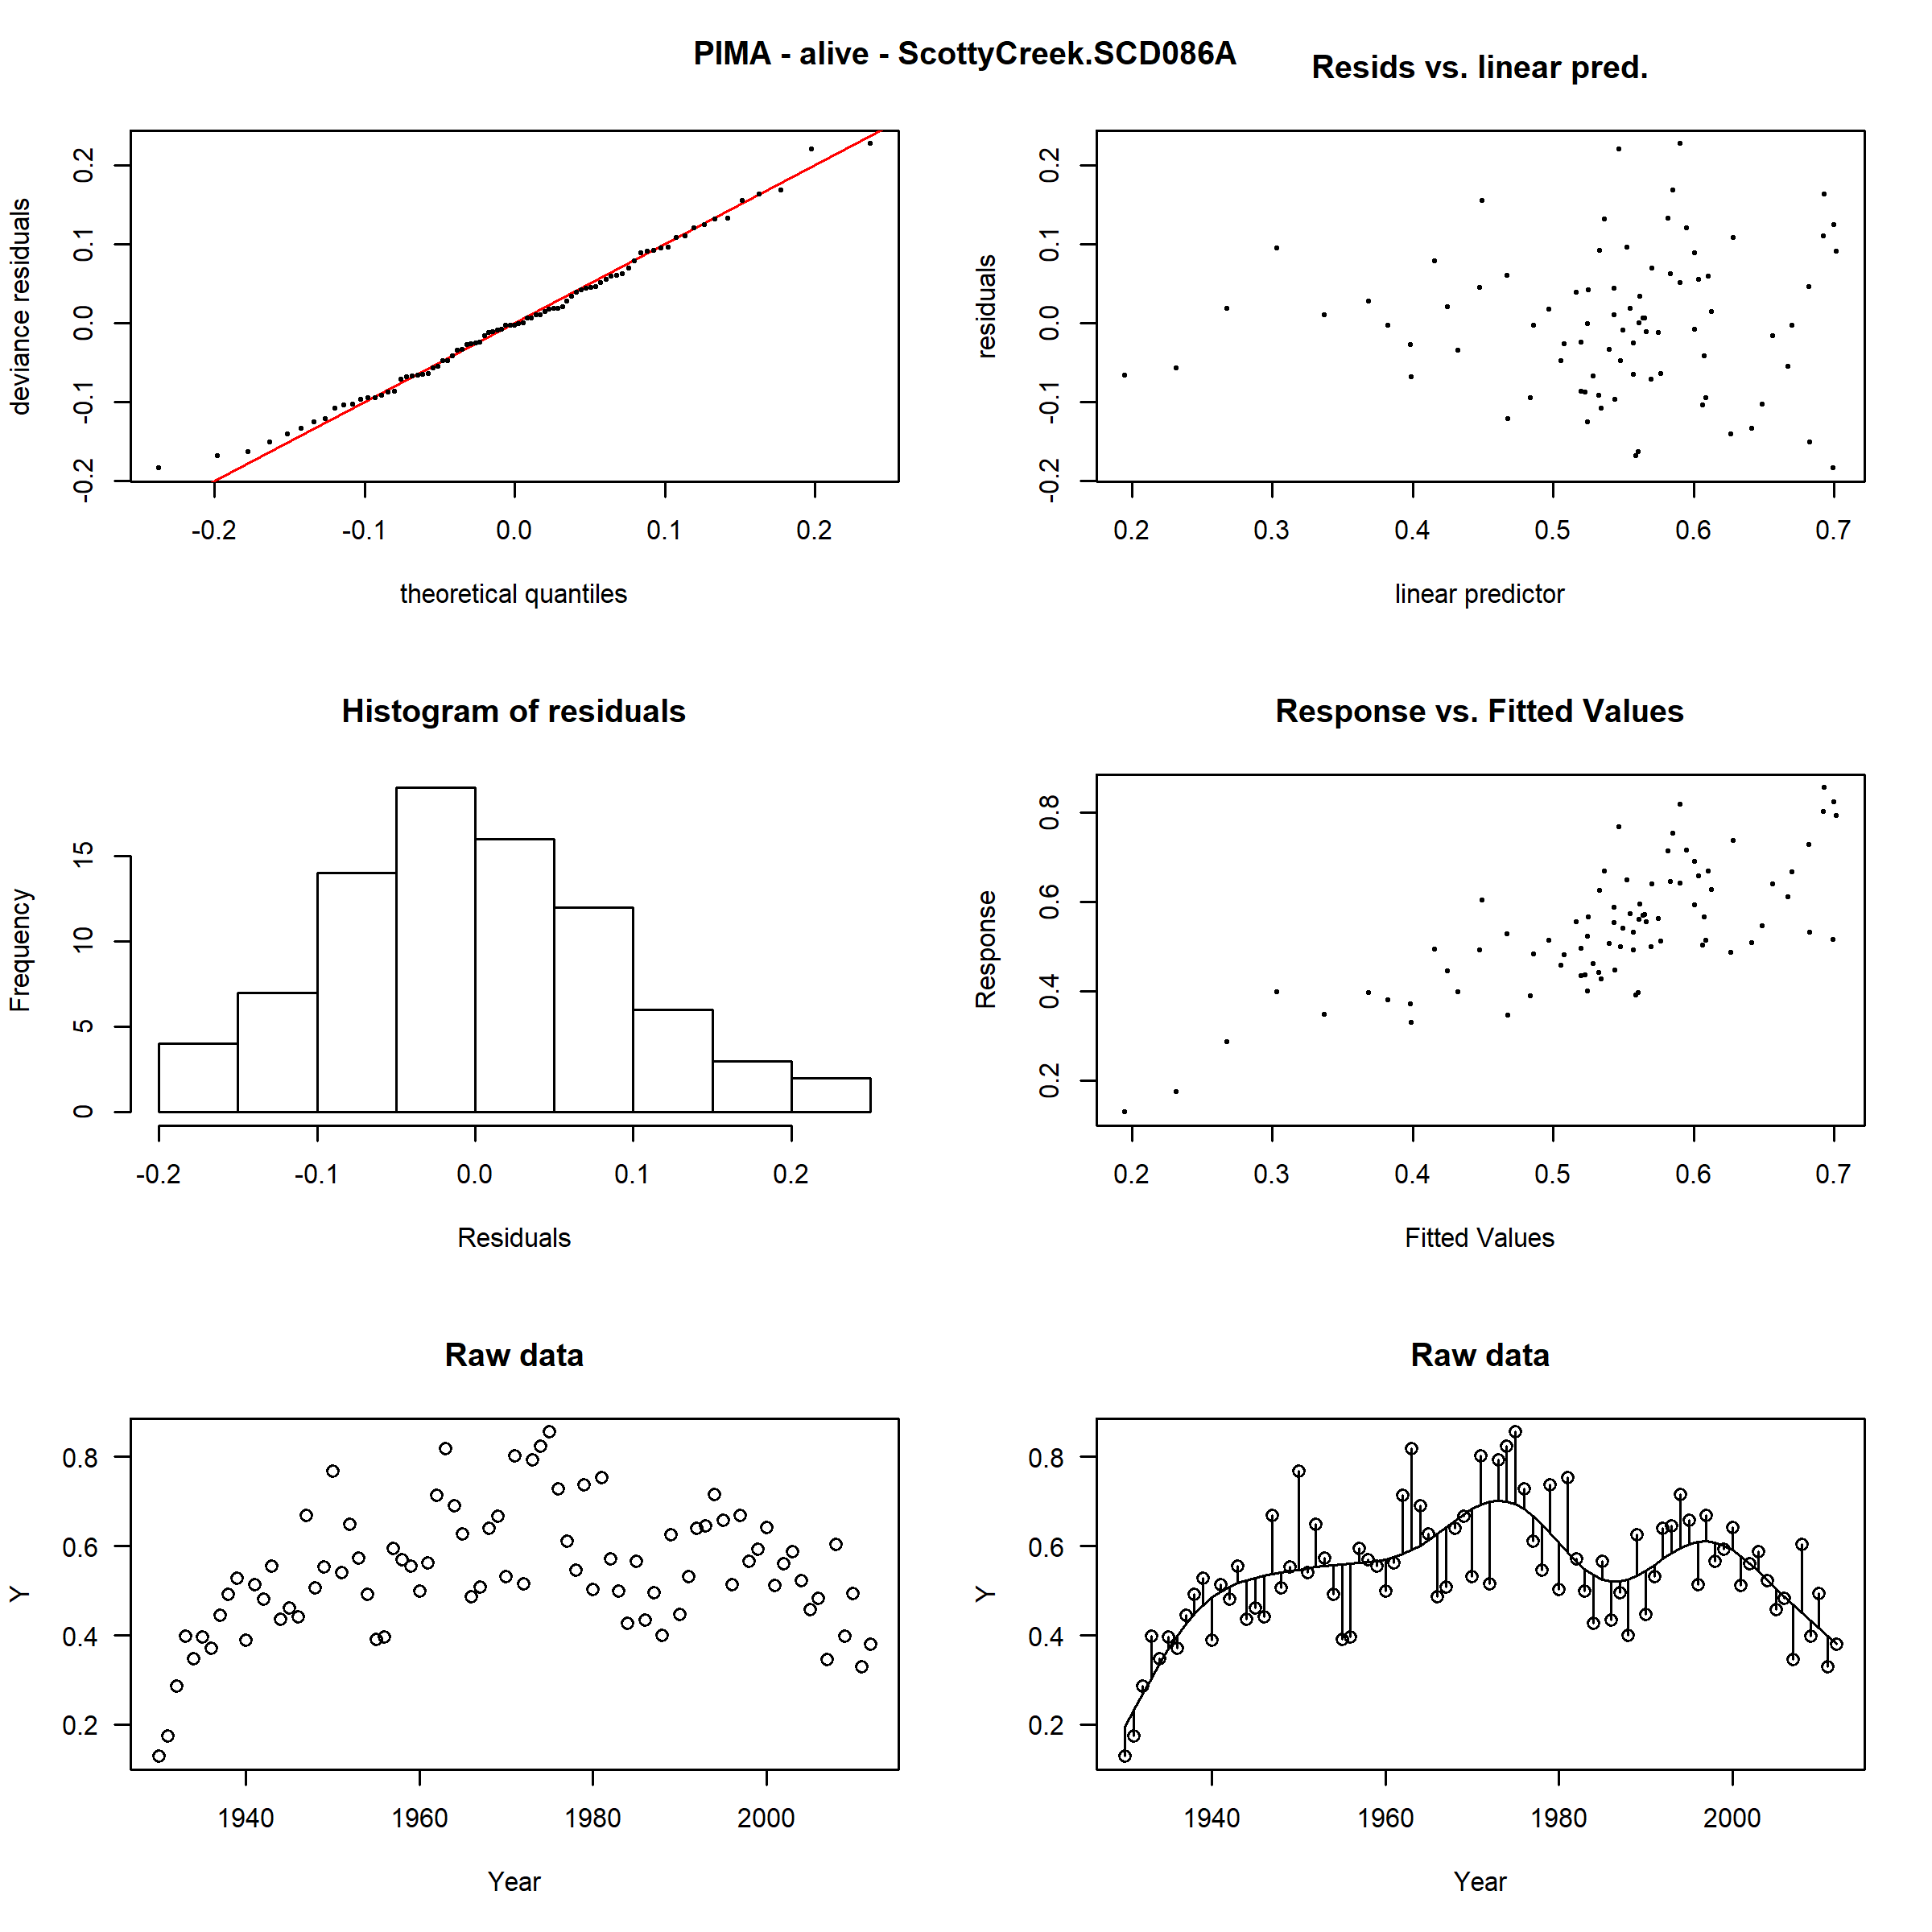 PIMA - alive - ScottyCreek.SCD086A
Resids vs. linear pred.
deviance residuals
-0.2 -0.1 0.0 0.1 0.2
-0.2 -0.1 0.0 0.1 0.2
theoretical quantiles
residuals
-0.2 -0.1 0.0 0.1 0.2
0.2 0.3 0.4 0.5 0.6 0.7
linear predictor
Histogram of residuals
Frequency
0 5 10 15
-0.2 -0.1 0.0 0.1 0.2
Residuals
Response vs. Fitted Values
Response
0.2 0.4 0.6 0.8
0.2 0.3 0.4 0.5 0.6 0.7
Fitted Values
Raw data
Y
0.8
0.6
0.4
0.2
1940 1960 1980 2000
Year
Raw data
Y
0.8
0.6
0.4
0.2
1940 1960 1980 2000
Year